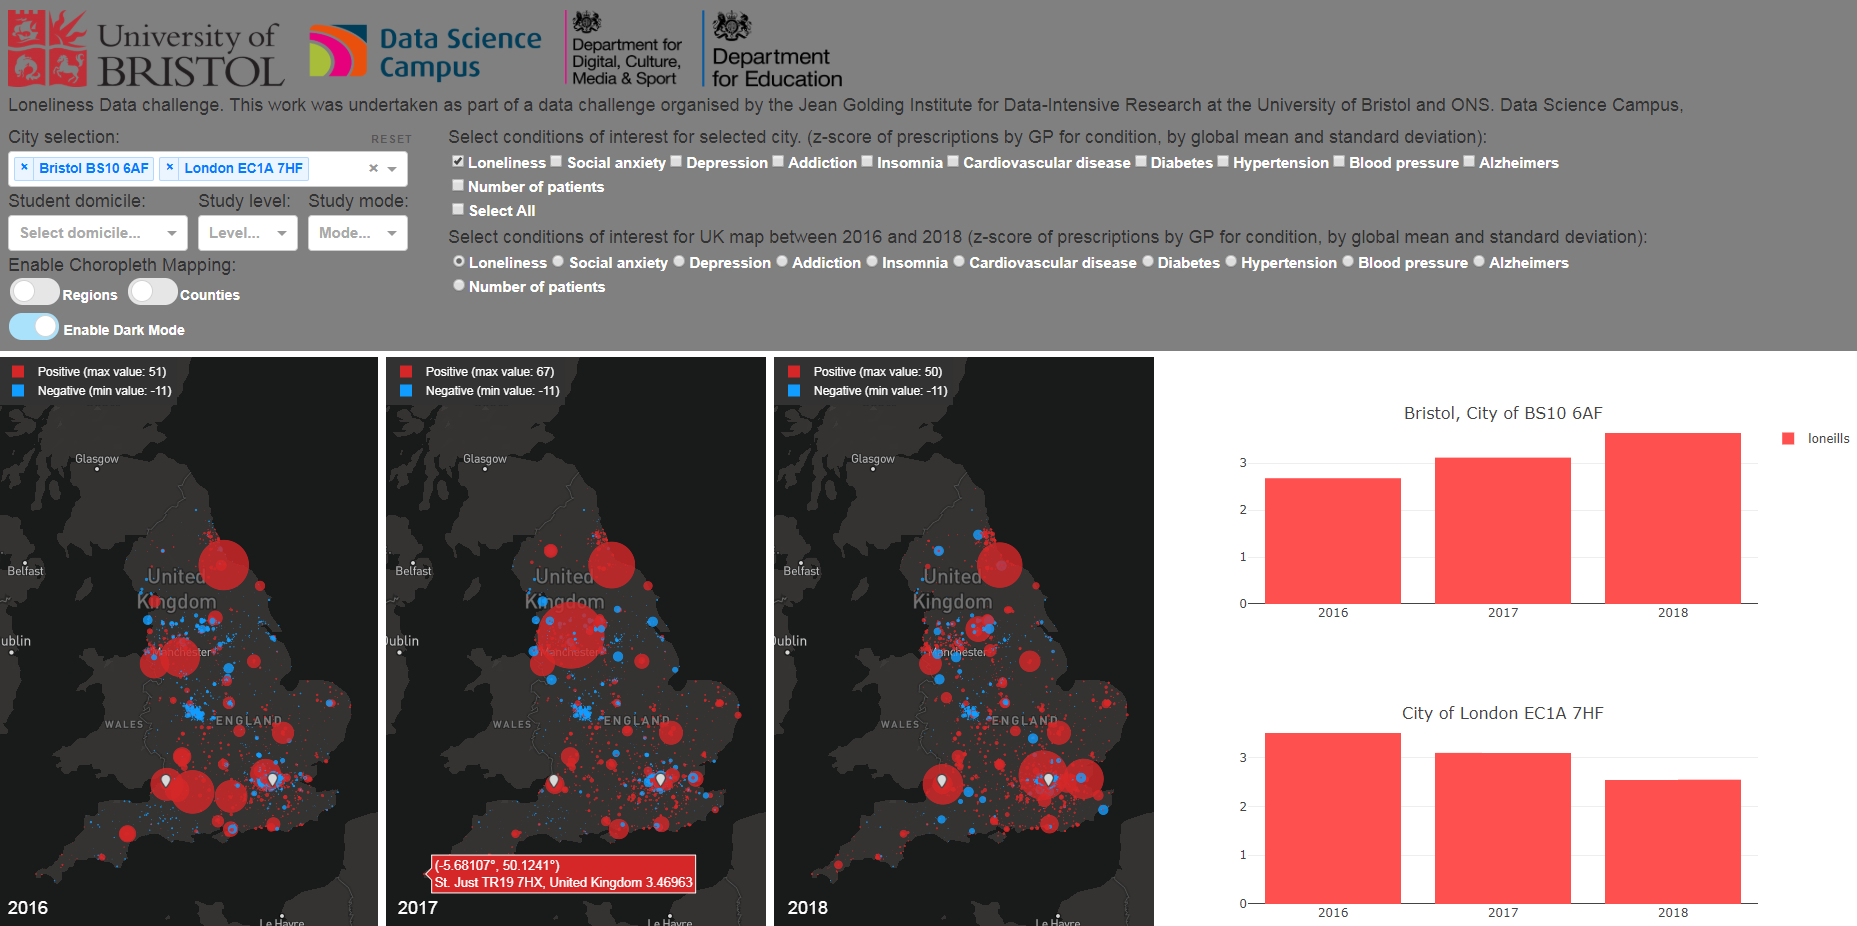 University of
BRISTOL
Data Science
Campus
Department for
Digital, Culture,
Media & Sport
Department
for Education
Loneliness Data challenge. This work was undertaken as part of a data challenge organised by the Jean Golding Institute for Data-Intensive Research at the University of Bristol and ONS. Data Science Campus,
City selection:
RESET
× Bristol BS10 6AF × London EC1A 7HF ×
Student domicile: Study level: Study mode:
Select domicile... Level... Mode...
Enable Choropleth Mapping:
Regions Counties
Enable Dark Mode
Select conditions of interest for selected city. (z-score of prescriptions by GP for condition, by global mean and standard deviation):
Loneliness Social anxiety Depression Addiction Insomnia Cardiovascular disease Diabetes Hypertension Blood pressure Alzheimers
Number of patients
Select All
Select conditions of interest for UK map between 2016 and 2018 (z-score of prescriptions by GP for condition, by global mean and standard deviation):
Loneliness Social anxiety Depression Addiction Insomnia Cardiovascular disease Diabetes Hypertension Blood pressure Alzheimers
Number of patients
Positive (max value: 51)
Negative (min value: -11)
Glasgow
Belfast
United
Kingdom
ublin
Manchester
WALES
ENGLAND
Le Havre
2016
Positive (max value: 67)
Negative (min value: -11)
Glasgow
Belfast
United
Kingdom
Dublin
Manchester
WALES
ENGLAND
(-5.68107°, 50.1241°)
St. Just TR19 7HX, United Kingdom 3.46963
Le Havre
2017
Positive (max value: 50)
Negative (min value: -11)
Glasgow
Belfast
United
Kingdom
Dublin
Manchester
WALES
ENGLAND
Le Havre
2018
Bristol, City of BS10 6AF
loneills
3
2
1
0
2016 2017 2018
City of London EC1A 7HF
3
2
1
0
2016 2017 2018